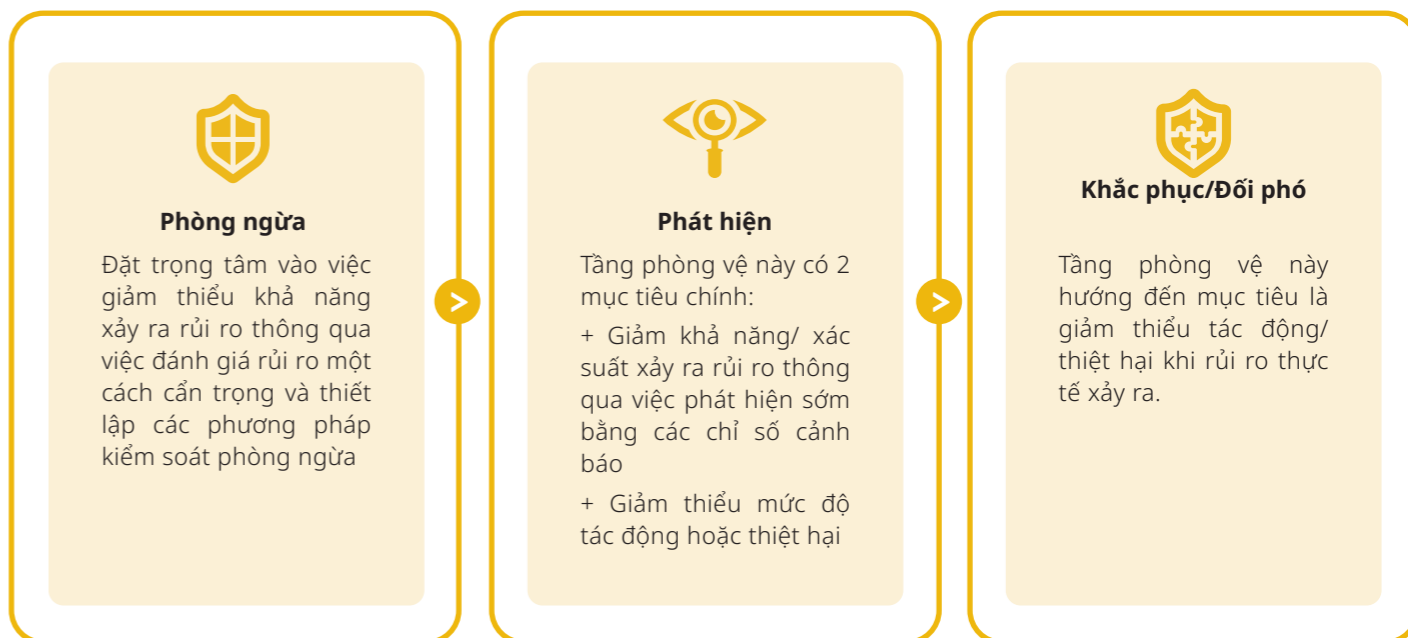 Phòng ngừa
Đặt trọng tâm vào việc
giảm thiểu khả năng
xảy ra rủi ro thông qua
việc đánh giá rủi ro một
cách cẩn trọng và thiết
lập các phương pháp
kiểm soát phòng ngừa
Phát hiện
Tầng phòng vệ này có 2
mục tiêu chính:
+ Giảm khả năng/ xác
suất xảy ra rủi ro thông
qua việc phát hiện sớm
bằng các chỉ số cảnh
báo
+ Giảm thiểu mức độ
tác động hoặc thiệt hại
Khắc phục/Đối phó
Tầng phòng vệ này
hướng đến mục tiêu là
giảm thiểu tác động/
thiệt hại khi rủi ro thực
tế xảy ra.